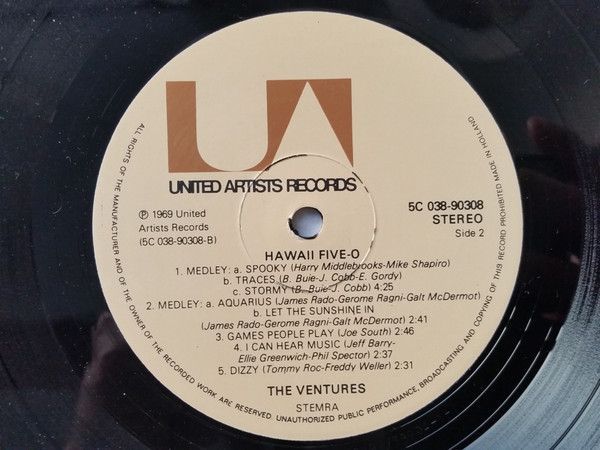 UA
UNITED ARTISTS RECORDS
℗ 1969 United
Artists Records
(5C 038-90308-B)
5C 038-90308
STEREO
Side 2
HAWAII FIVE-O
1. MEDLEY: a. SPOOKY (Harry Middlebrooks-Mike Shapiro)
b. TRACES (B. Buie-J. Cobb-E. Gordy)
c. STORMY (B. Buie-J. Cobb) 4:25
2. MEDLEY: a. AQUARIUS (James Rado-Gerome Ragni-Galt McDermot)
b. LET THE SUNSHINE IN
(James Rado-Gerome Ragni-Galt McDermot) 2:41
3. GAMES PEOPLE PLAY (Joe South) 2:46
4. I CAN HEAR MUSIC (Jeff Barry-
Ellie Greenwich-Phil Spector) 2:37
5. DIZZY (Tommy Roc-Freddy Weller) 2:31
THE VENTURES
STEMRA
ALL RIGHTS OF THE MANUFACTURER AND OF THE OWNER OF THE RECORDED WORK ARE RESERVED. UNAUTHORIZED PUBLIC PERFORMANCE, BROADCASTING AND COPYING OF THIS RECORD PROHIBITED MADE IN HOLLAND